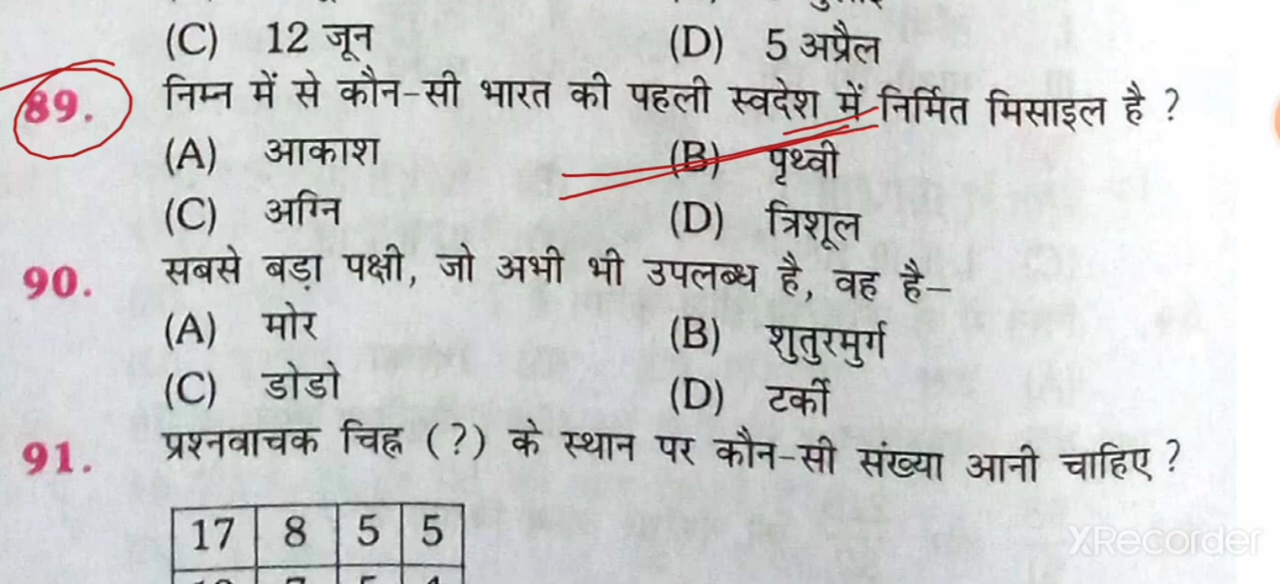 (C) 12 जून (D) 5 अप्रैल
89. निम्न में से कौन-सी भारत की पहली स्वदेश में निर्मित मिसाइल है ?
(A) आकाश (B) पृथ्वी
(C) अग्नि (D) त्रिशूल
90. सबसे बड़ा पक्षी, जो अभी भी उपलब्ध है, वह है–
(A) मोर (B) शुतुरमुर्ग
(C) डोडो (D) टर्की
91. प्रश्नवाचक चिह्न (?) के स्थान पर कौन-सी संख्या आनी चाहिए ?
17 8 5 5
XRecorder